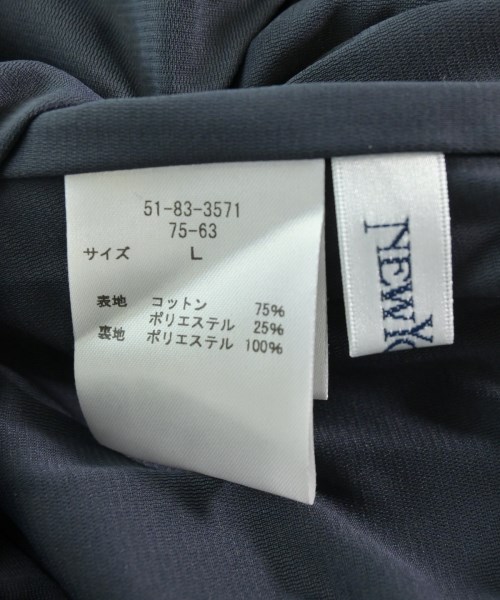 51-83-3571
75-63
サイズ L
表地 コットン 75%
ポリエステル 25%
裏地 ポリエステル 100%
NEW